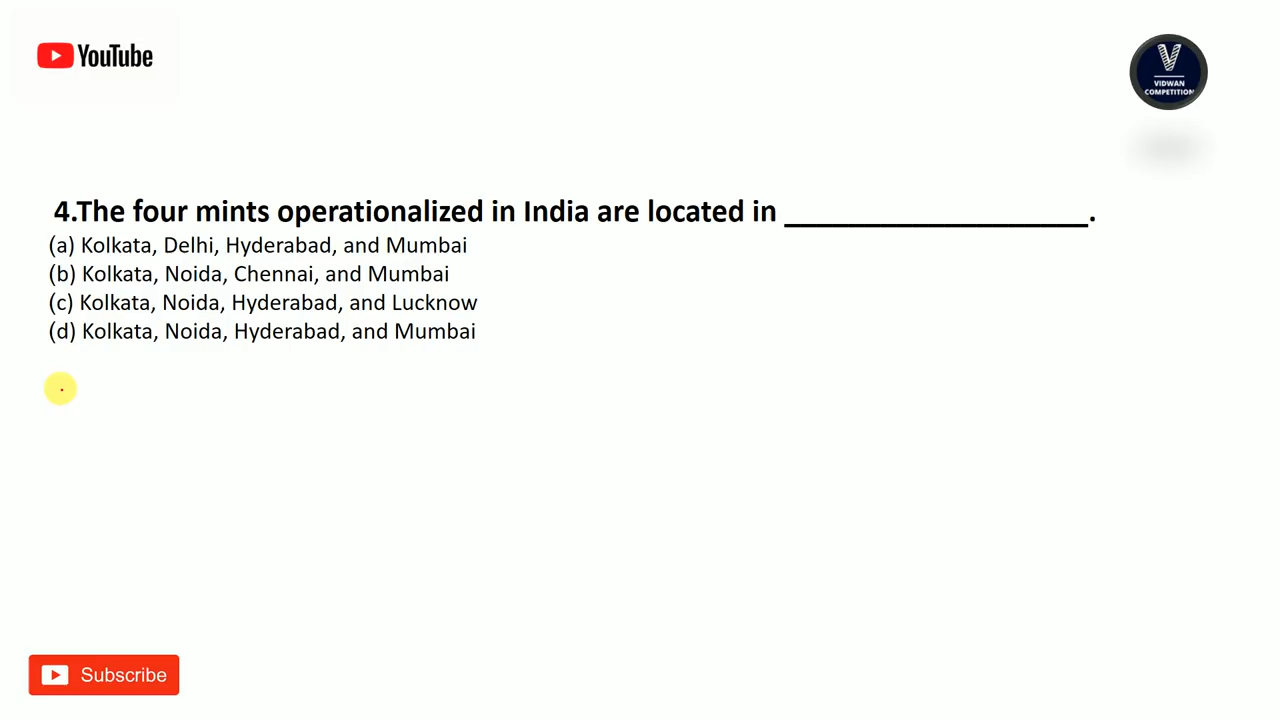 YouTube
V
VIDWAN
COMPETITION
4.The four mints operationalized in India are located in ____________________.
(a) Kolkata, Delhi, Hyderabad, and Mumbai
(b) Kolkata, Noida, Chennai, and Mumbai
(c) Kolkata, Noida, Hyderabad, and Lucknow
(d) Kolkata, Noida, Hyderabad, and Mumbai
Subscribe